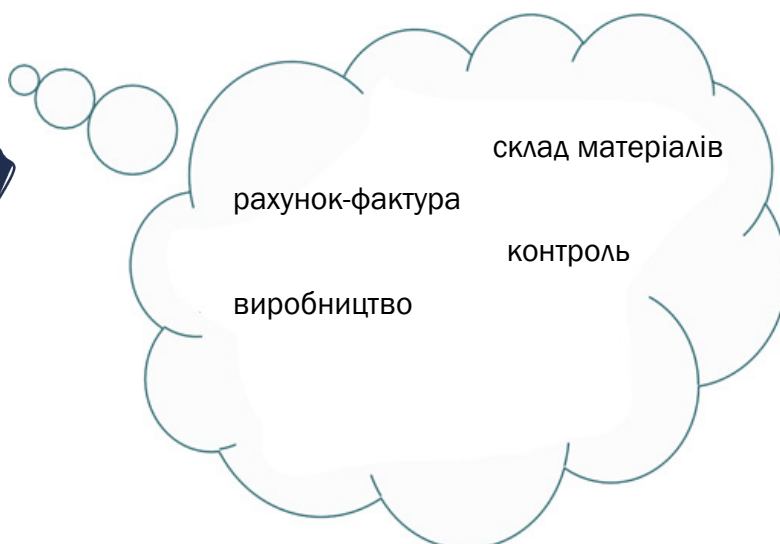 склад матеріалів
рахунок-фактура
контроль
виробництво